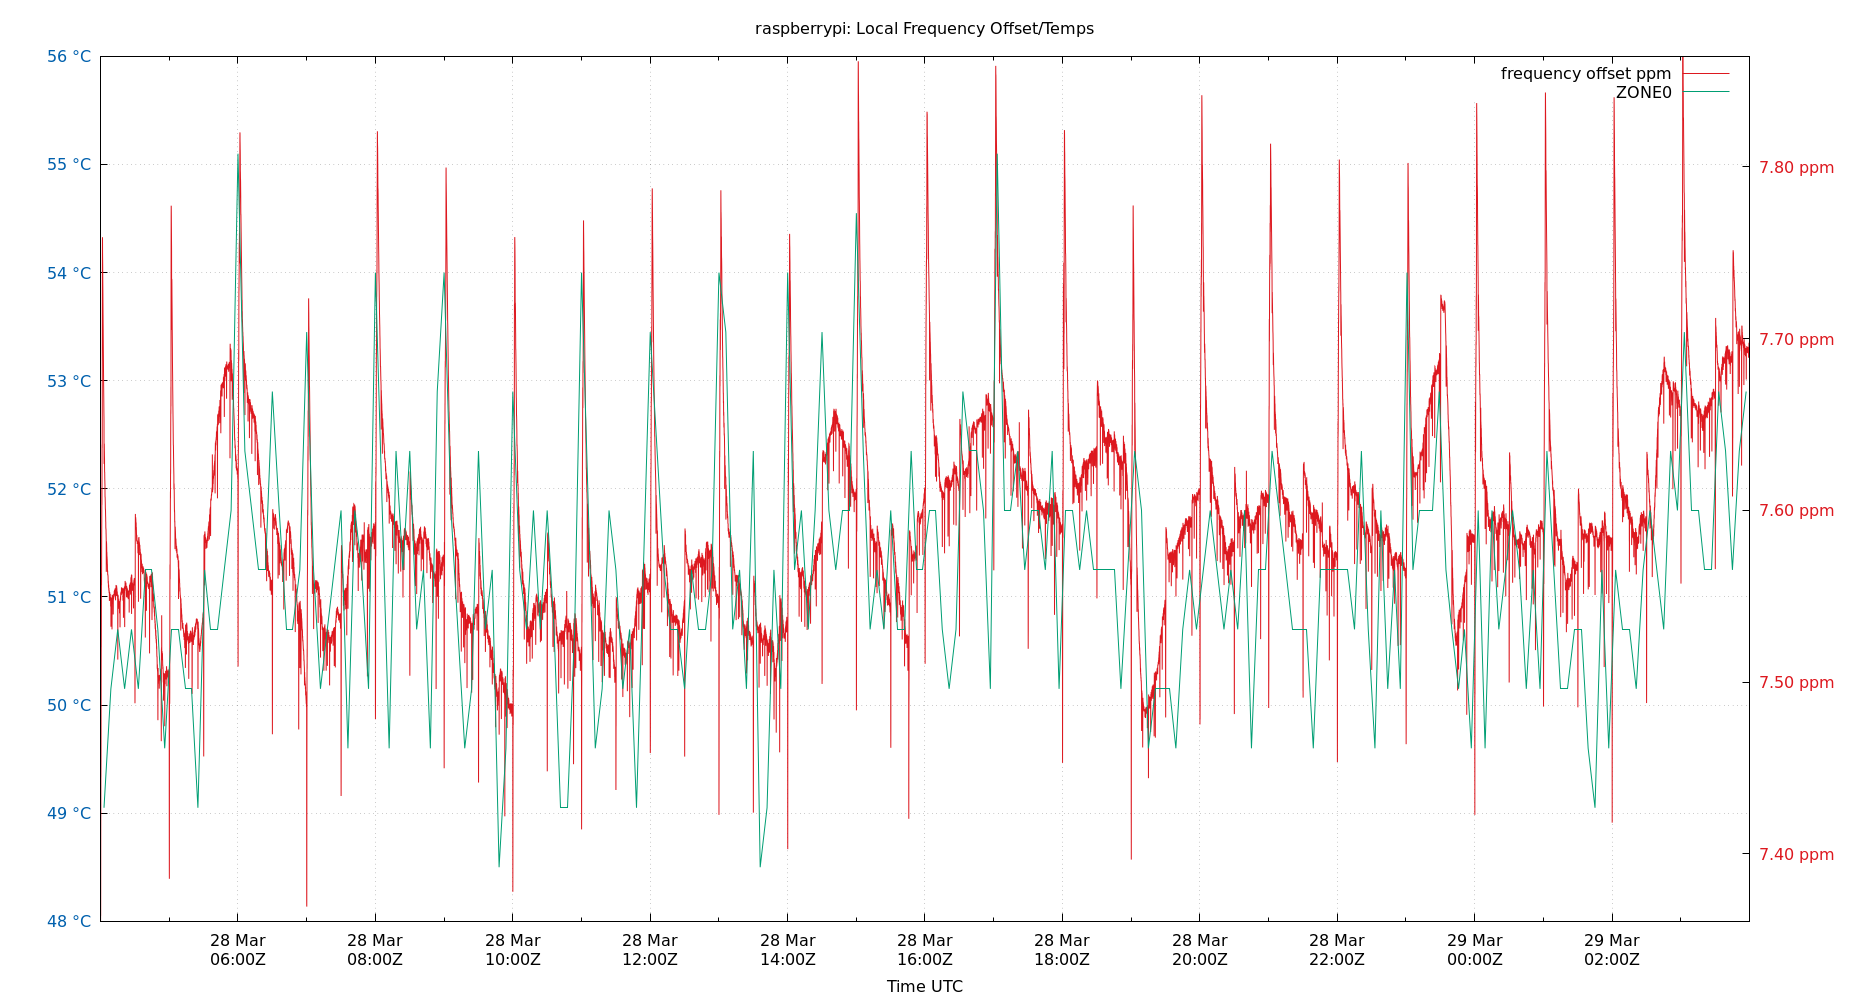 raspberrypi: Local Frequency Offset/Temps
56 °C
55 °C
54 °C
53 °C
52 °C
51 °C
50 °C
49 °C
48 °C
frequency offset ppm
ZONE0
7.80 ppm
7.70 ppm
7.60 ppm
7.50 ppm
7.40 ppm
28 Mar 28 Mar 28 Mar 28 Mar 28 Mar 28 Mar 28 Mar 28 Mar 28 Mar 29 Mar 29 Mar
06:00Z 08:00Z 10:00Z 12:00Z 14:00Z 16:00Z 18:00Z 20:00Z 22:00Z 00:00Z 02:00Z
Time UTC